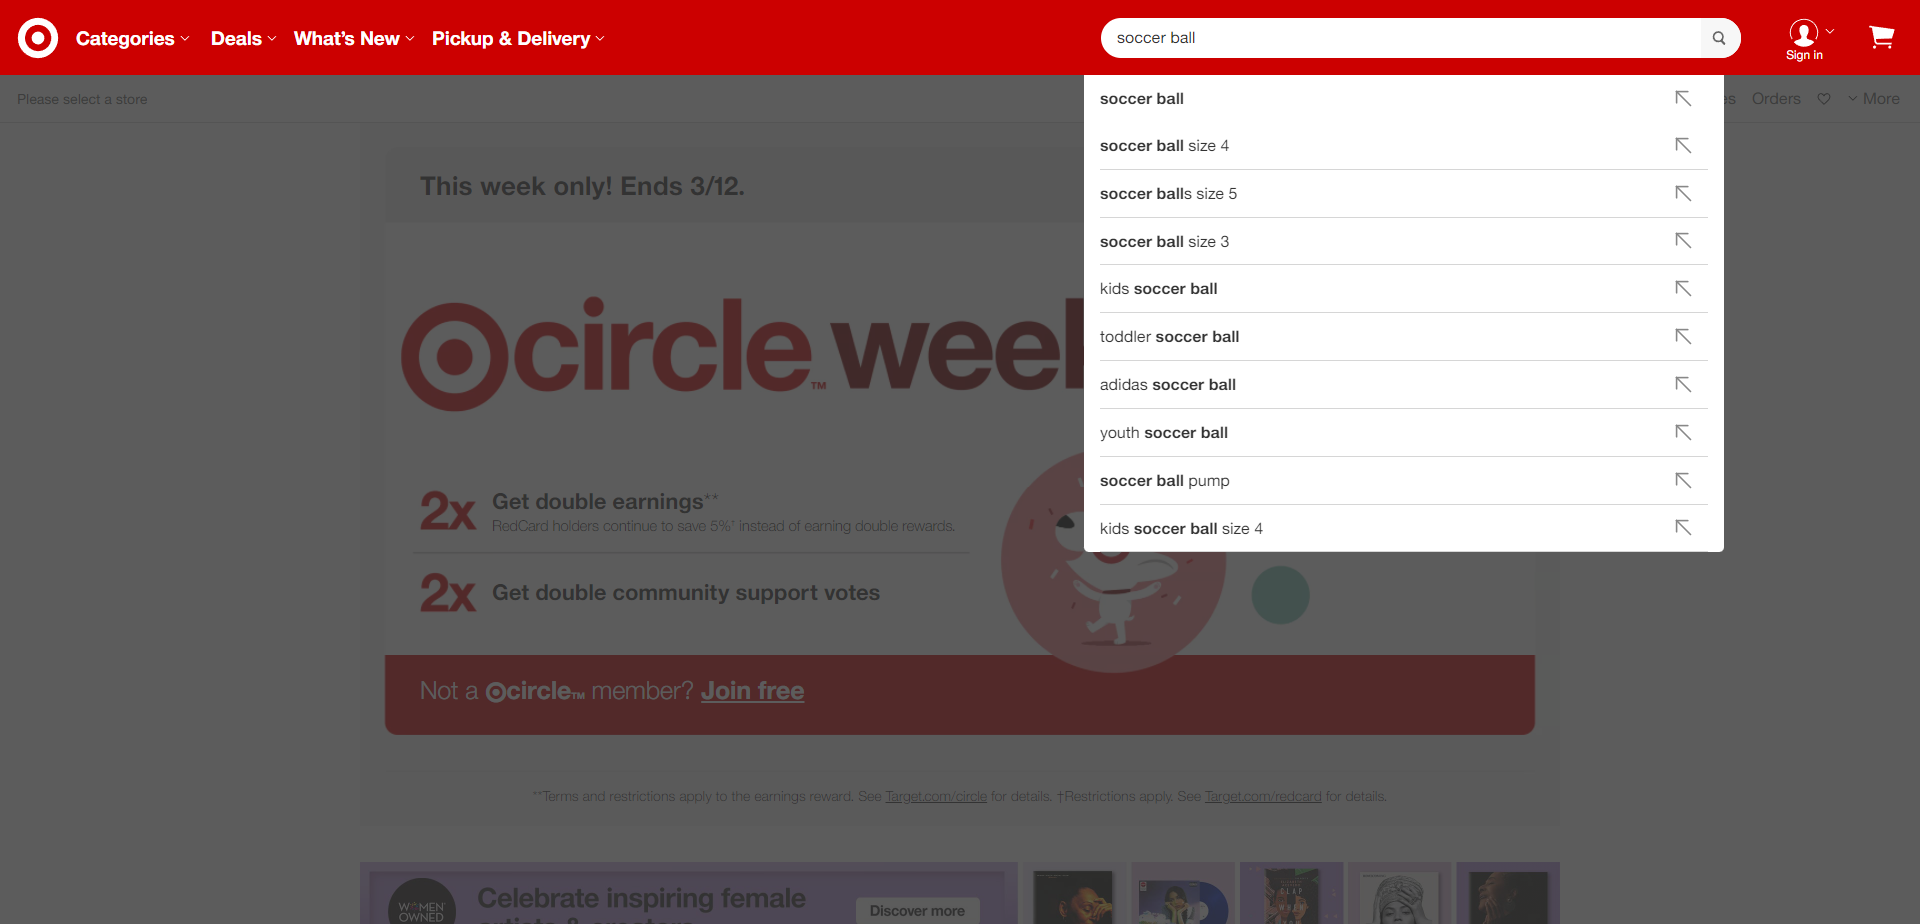 Categories
Deals
What's New
Pickup & Delivery
soccer ball
Sign in
Please select a store
Orders
More
soccer ball
soccer ball size 4
soccer balls size 5
soccer ball size 3
kids soccer ball
toddler soccer ball
adidas soccer ball
youth soccer ball
soccer ball pump
kids soccer ball size 4
This week only! Ends 3/12.
circle™ week
2x Get double earnings**
RedCard holders continue to save 5%† instead of earning double rewards.
2x Get double community support votes
Not a circle™ member? Join free
**Terms and restrictions apply to the earnings reward. See Target.com/circle for details. †Restrictions apply. See Target.com/redcard for details.
WOMEN
OWNED
Celebrate inspiring female
Discover more